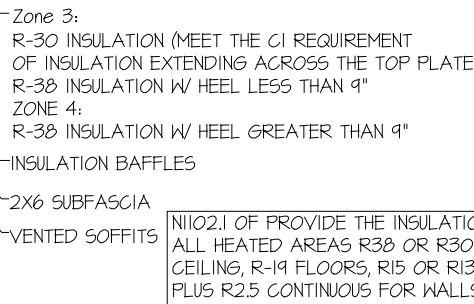 Zone 3:
R-30 INSULATION (MEET THE CI REQUIREMENT
OF INSULATION EXTENDING ACROSS THE TOP PLATE
R-38 INSULATION W/ HEEL LESS THAN 9"
ZONE 4:
R-38 INSULATION W/ HEEL GREATER THAN 9"
INSULATION BAFFLES
2X6 SUBFASCIA
VENTED SOFFITS
N1102.1 OF PROVIDE THE INSULATIO
ALL HEATED AREAS R38 OR R30
CEILING, R-19 FLOORS, R15 OR R13
PLUS R2.5 CONTINUOUS FOR WALLS